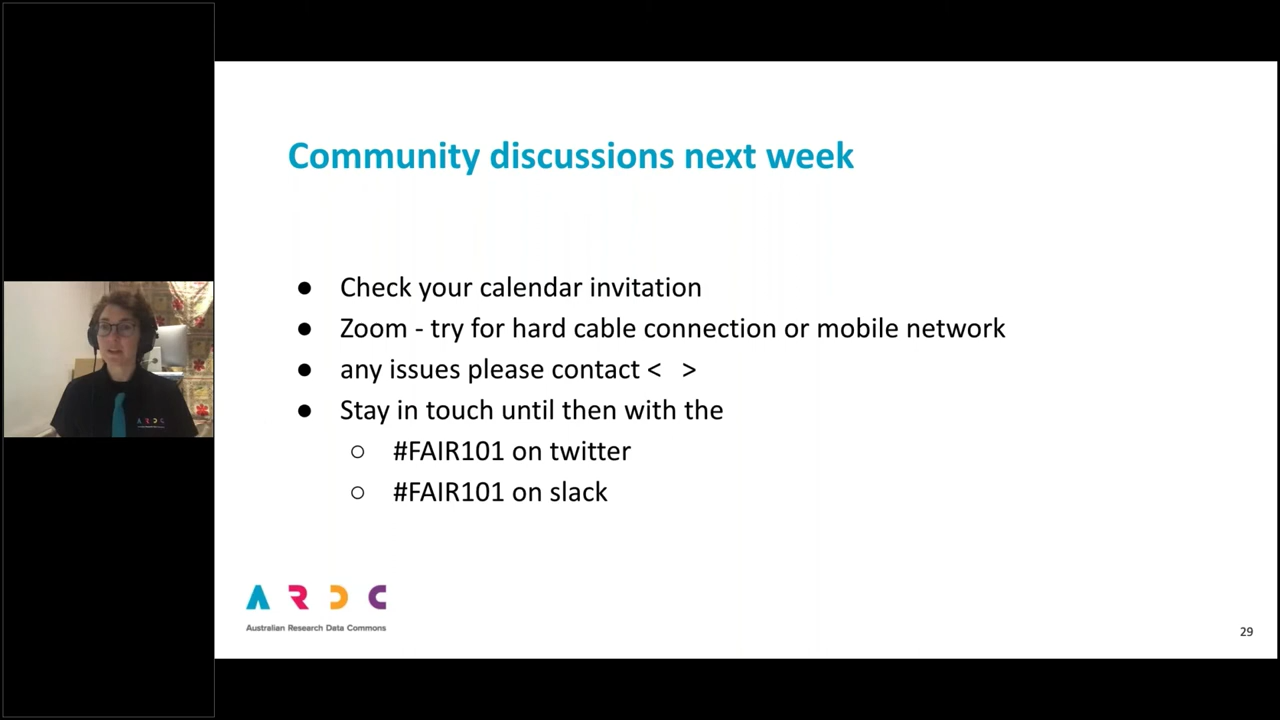 Community discussions next week
● Check your calendar invitation
● Zoom - try for hard cable connection or mobile network
● any issues please contact < >
● Stay in touch until then with the
○ #FAIR101 on twitter
○ #FAIR101 on slack
ARDC
Australian Research Data Commons
29
ARDC